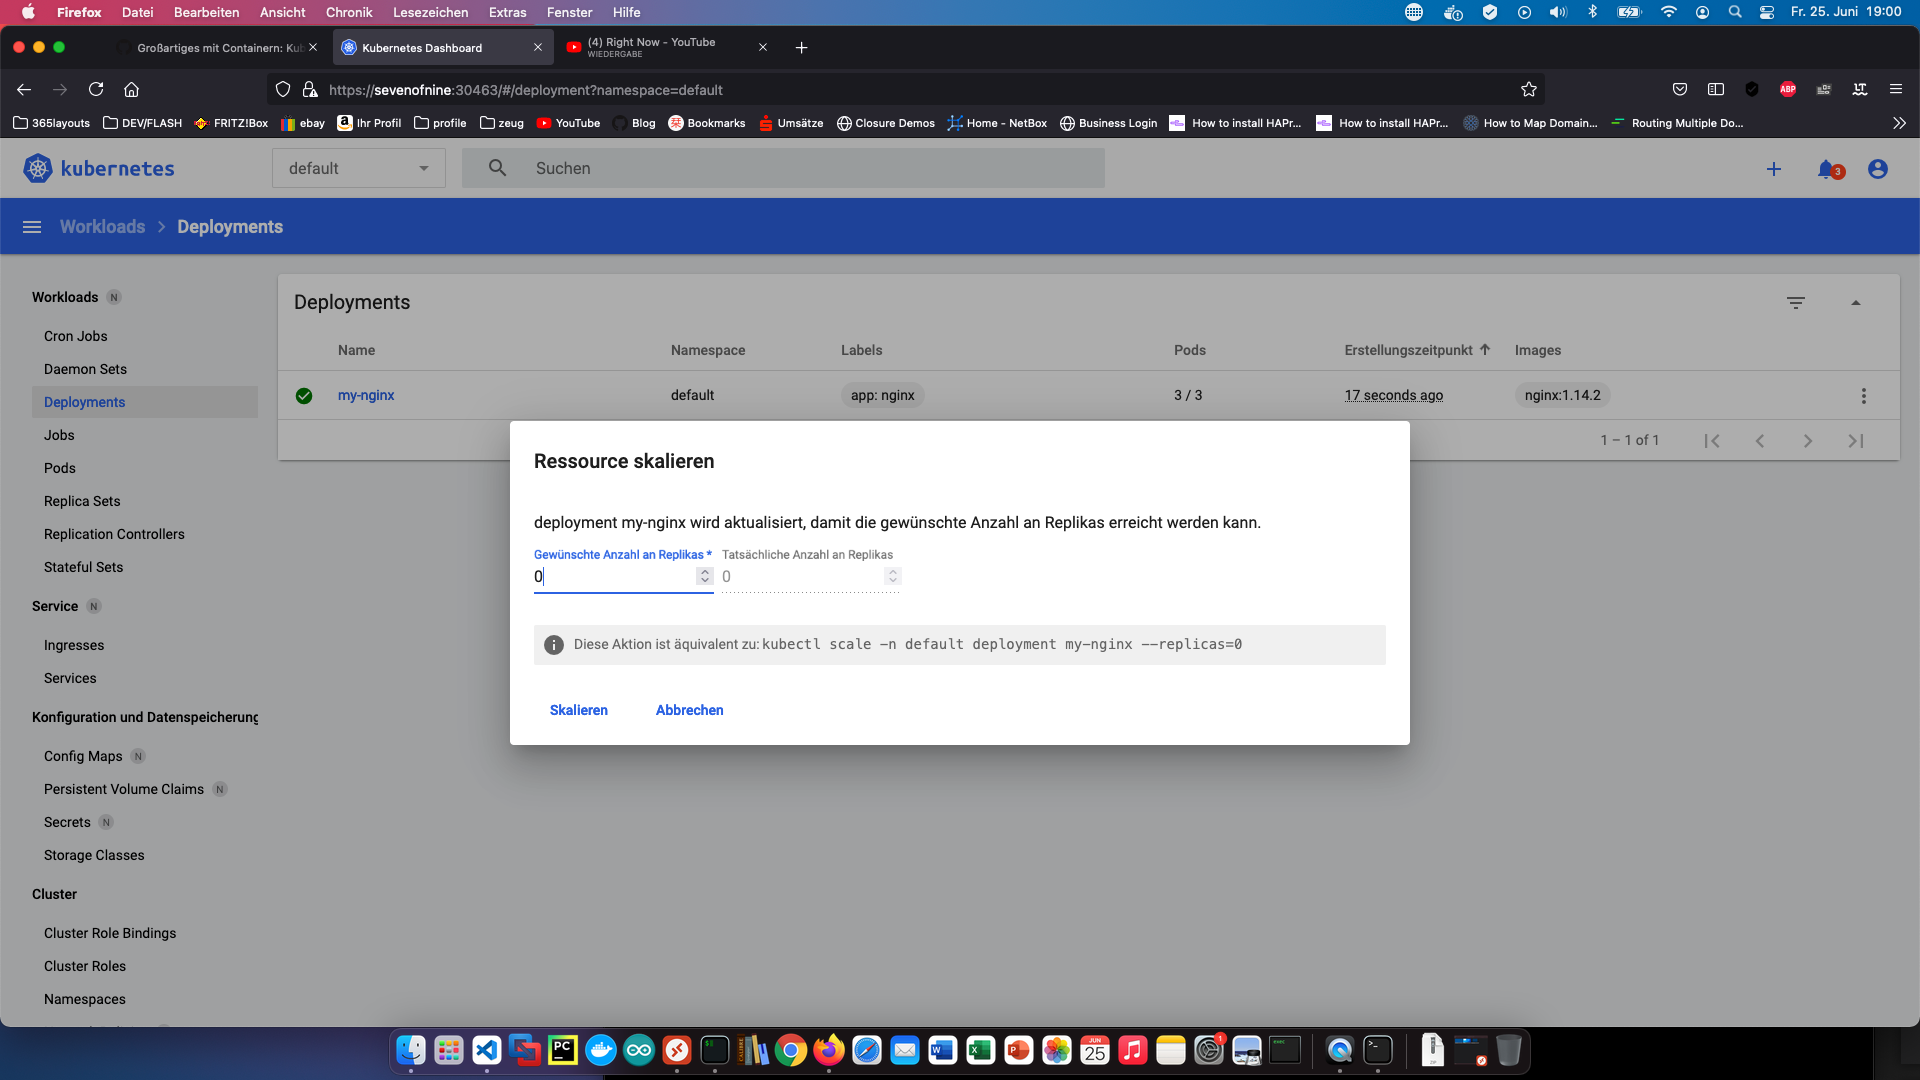 Firefox Datei Bearbeiten Ansicht Chronik Lesezeichen Extras Fenster Hilfe Fr. 25. Juni 19:00
Großartiges mit Containern: Kub
Kubernetes Dashboard
(4) Right Now - YouTube
WIEDERGABE
https://sevenofnine:30463/#/deployment?namespace=default
ABP
365layouts DEV/FLASH FRITZ!Box ebay Ihr Profil profile zeug YouTube Blog Bookmarks Umsätze Closure Demos Home - NetBox Business Login How to install HAPr... How to install HAPr... How to Map Domain... Routing Multiple Do...
kubernetes default Suchen 3
Workloads Deployments
Workloads N
Cron Jobs
Daemon Sets
Deployments
Jobs
Pods
Replica Sets
Replication Controllers
Stateful Sets
Service N
Ingresses
Services
Konfiguration und Datenspeicherung
Config Maps N
Persistent Volume Claims N
Secrets N
Storage Classes
Cluster
Cluster Role Bindings
Cluster Roles
Namespaces
Deployments
Name Namespace Labels Pods Erstellungszeitpunkt Images
my-nginx default app: nginx 3 / 3 17 seconds ago nginx:1.14.2
1 – 1 of 1
Ressource skalieren
deployment my-nginx wird aktualisiert, damit die gewünschte Anzahl an Replikas erreicht werden kann.
Gewünschte Anzahl an Replikas * Tatsächliche Anzahl an Replikas
0 0
Diese Aktion ist äquivalent zu: kubectl scale -n default deployment my-nginx --replicas=0
Skalieren Abbrechen
PC
JUN
25
1